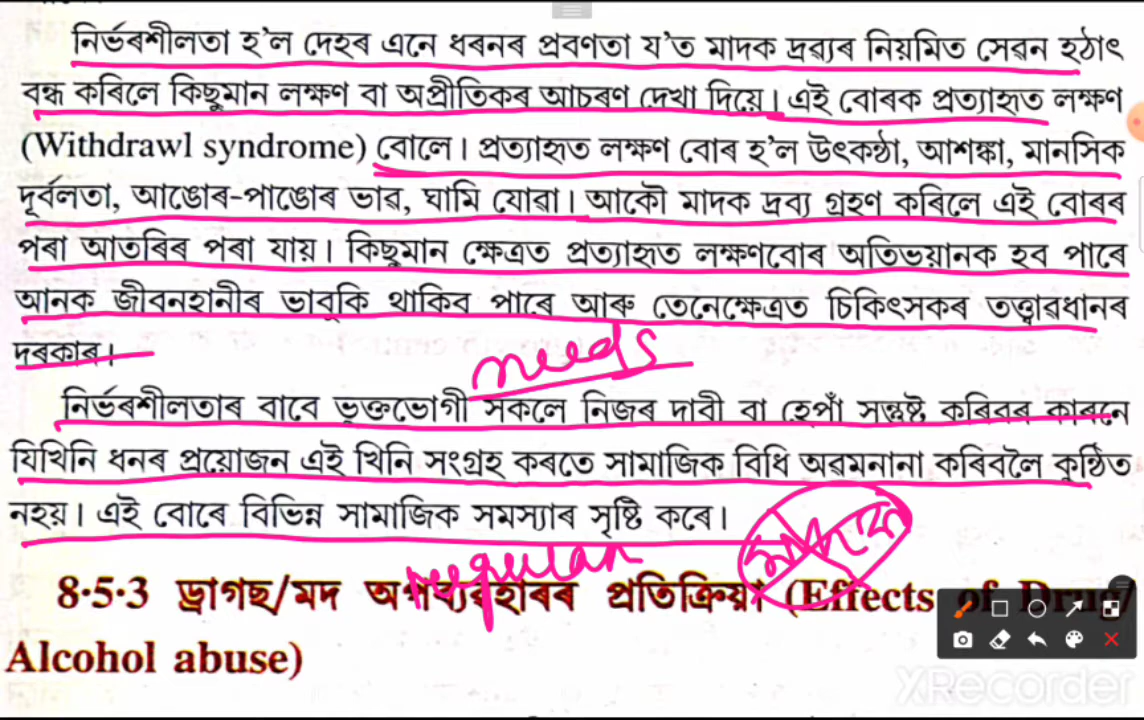 নিৰ্ভৰশীলতা হ’ল দেহৰ এনে ধৰনৰ প্ৰবণতা য’ত মাদক দ্ৰব্যৰ নিয়মিত সেৱন হঠাৎ
বন্ধ কৰিলে কিছুমান লক্ষণ বা অপ্ৰীতিকৰ আচৰণ দেখা দিয়ে। এই বোৰক প্ৰত্যাহৃত লক্ষণ
(Withdrawl syndrome) বোলে। প্ৰত্যাহৃত লক্ষণ বোৰ হ’ল উৎকণ্ঠা, আশঙ্কা, মানসিক
দূৰ্বলতা, আঙোৰ-পাঙোৰ ভাৱ, ঘামি যোৱা। আকৌ মাদক দ্ৰব্য গ্ৰহণ কৰিলে এই বোৰৰ
পৰা আতৰিব পৰা যায়। কিছুমান ক্ষেত্ৰত প্ৰত্যাহৃত লক্ষণবোৰ অতিভয়ানক হব পাৰে
আনক জীবনহানীৰ ভাবুকি থাকিব পাৰে আৰু তেনেক্ষেত্ৰত চিকিৎসকৰ তত্ত্বাৱধানৰ
দৰকাৰ।
needs
নিৰ্ভৰশীলতাৰ বাবে ভূক্তভোগী সকলে নিজৰ দাবী বা হেপাঁ সন্তুষ্ট কৰিবৰ কাৰনে
যিখিনি ধনৰ প্ৰয়োজন এই খিনি সংগ্ৰহ কৰতে সামাজিক বিধি অৱমনানা কৰিবলৈ কুণ্ঠিত
নহয়। এই বোৰে বিভিন্ন সামাজিক সমস্যাৰ সৃষ্টি কৰে।
regular
8·5·3 ড্ৰাগছ/মদ অপব্যৱহাৰৰ প্ৰতিক্ৰিয়া (Effects of Drug/
Alcohol abuse)
XRecorder